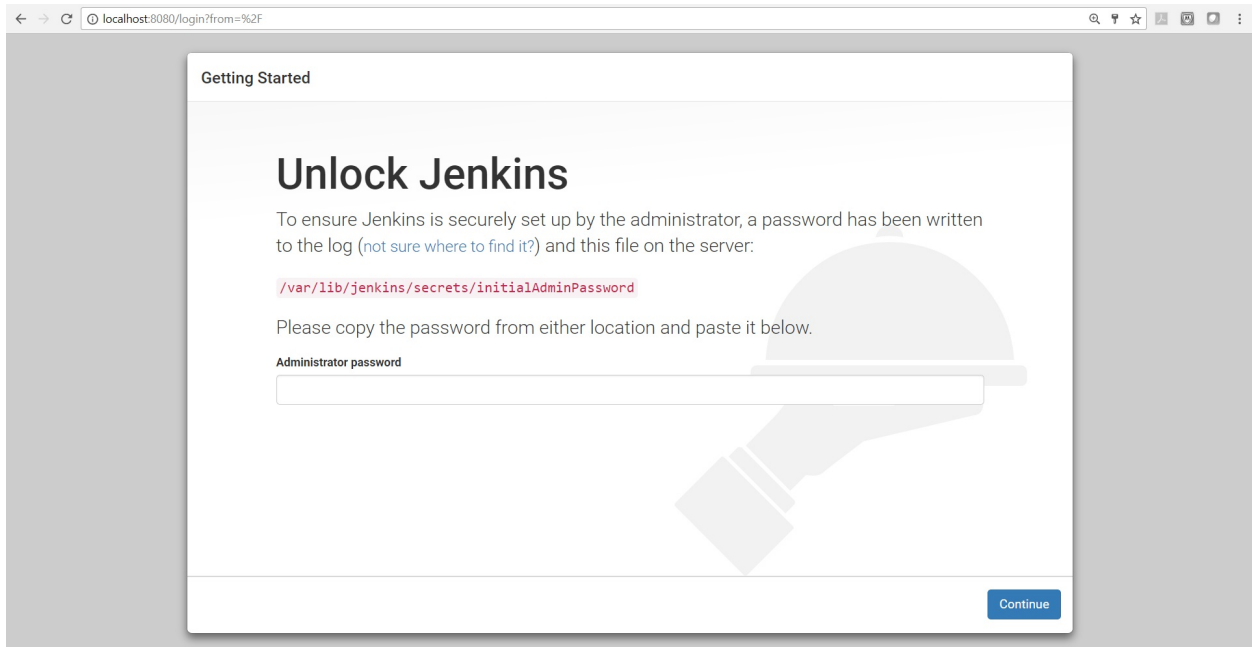 localhost:8080/login?from=%2F
Getting Started
Unlock Jenkins
To ensure Jenkins is securely set up by the administrator, a password has been written
to the log (not sure where to find it?) and this file on the server:
/var/lib/jenkins/secrets/initialAdminPassword
Please copy the password from either location and paste it below.
Administrator password
Continue